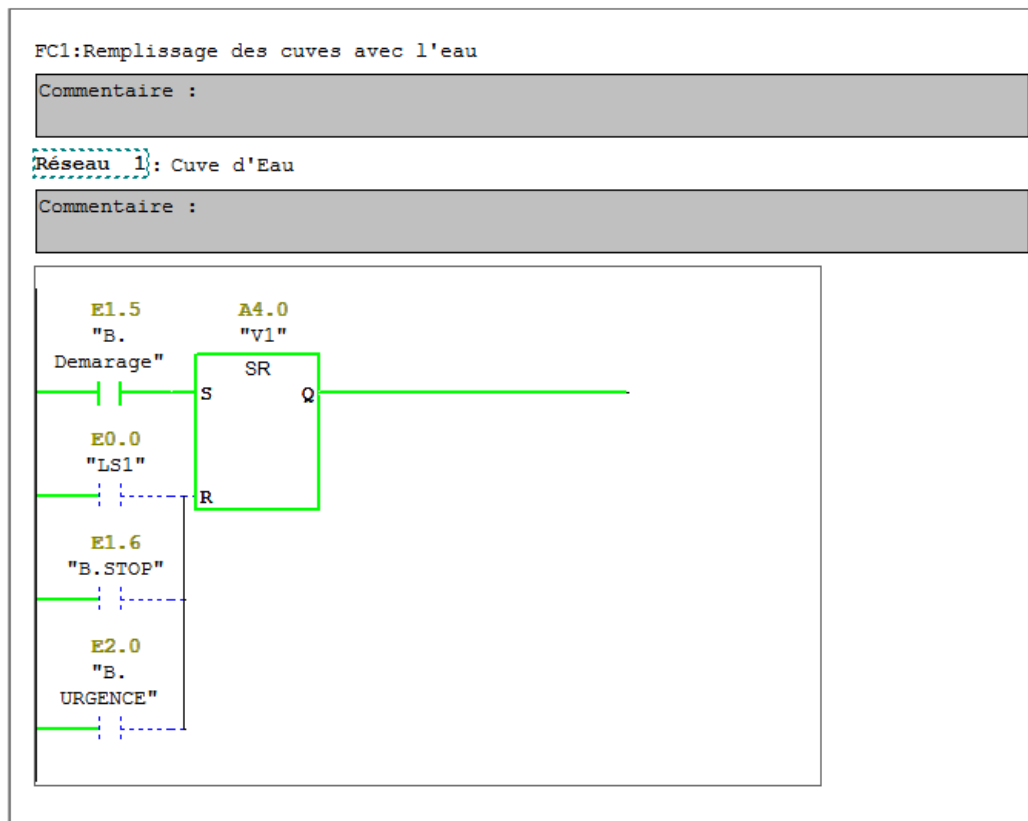 FC1:Remplissage des cuves avec l'eau
Commentaire :
Réseau 1: Cuve d'Eau
Commentaire :
E1.5
"B.
Demarage"
A4.0
"V1"
SR
S
Q
E0.0
"LS1"
R
E1.6
"B.STOP"
E2.0
"B.
URGENCE"